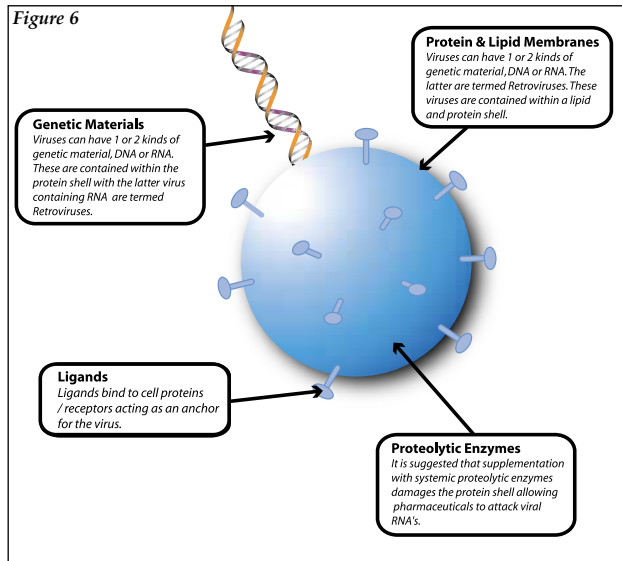 Figure 6
Protein & Lipid Membranes
Viruses can have 1 or 2 kinds of
genetic material, DNA or RNA. The
latter are termed Retroviruses. These
viruses are contained within a lipid
and protein shell.
Genetic Materials
Viruses can have 1 or 2 kinds of
genetic material, DNA or RNA.
These are contained within the
protein shell with the latter virus
containing RNA are termed
Retroviruses.
Ligands
Ligands bind to cell proteins
/ receptors acting as an anchor
for the virus.
Proteolytic Enzymes
It is suggested that supplementation
with systemic proteolytic enzymes
damages the protein shell allowing
pharmaceuticals to attack viral
RNA's.